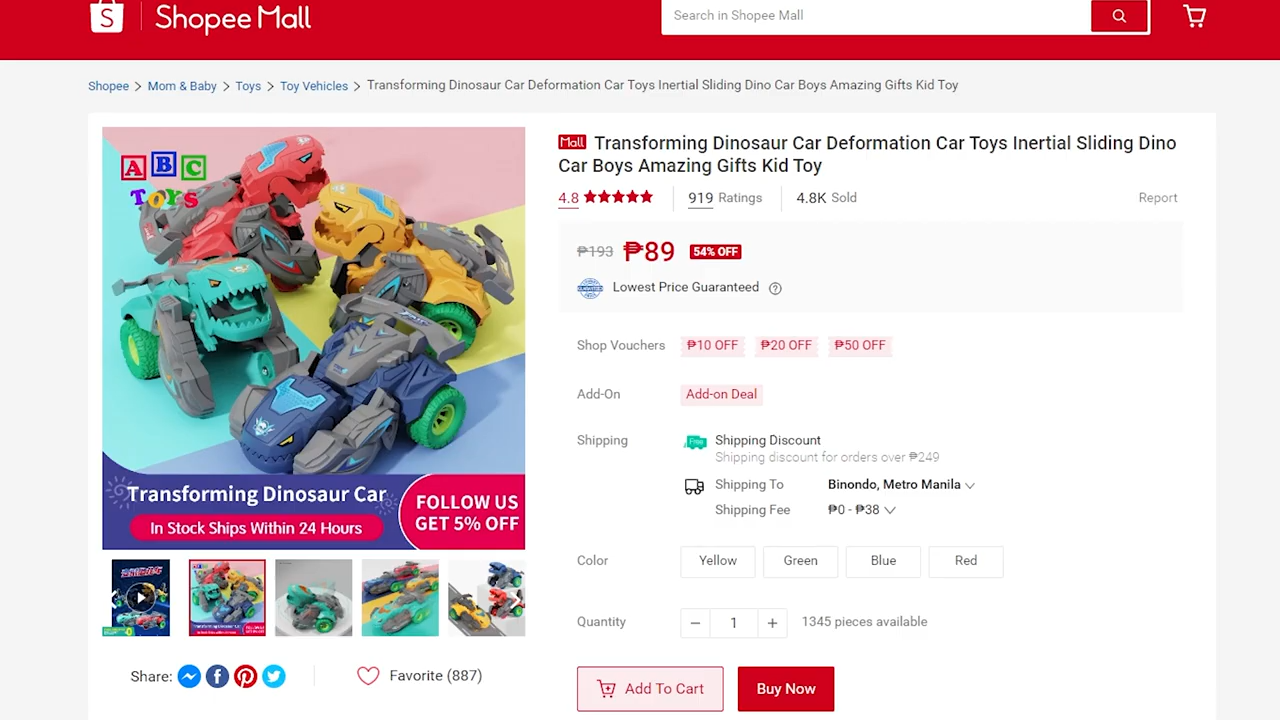 S Shopee Mall
Search in Shopee Mall
Shopee > Mom & Baby > Toys > Toy Vehicles > Transforming Dinosaur Car Deformation Car Toys Inertial Sliding Dino Car Boys Amazing Gifts Kid Toy
ABC
TOYS
Transforming Dinosaur Car
In Stock Ships Within 24 Hours
FOLLOW US
GET 5% OFF
Share:
Favorite (887)
Mall Transforming Dinosaur Car Deformation Car Toys Inertial Sliding Dino
Car Boys Amazing Gifts Kid Toy
4.8 919 Ratings 4.8K Sold Report
₱193 ₱89 54% OFF
Lowest Price Guaranteed ?
Shop Vouchers ₱10 OFF ₱20 OFF ₱50 OFF
Add-On Add-on Deal
Shipping Free Shipping Discount
Shipping discount for orders over ₱249
Shipping To Binondo, Metro Manila
Shipping Fee ₱0 - ₱38
Color Yellow Green Blue Red
Quantity − 1 + 1345 pieces available
Add To Cart Buy Now